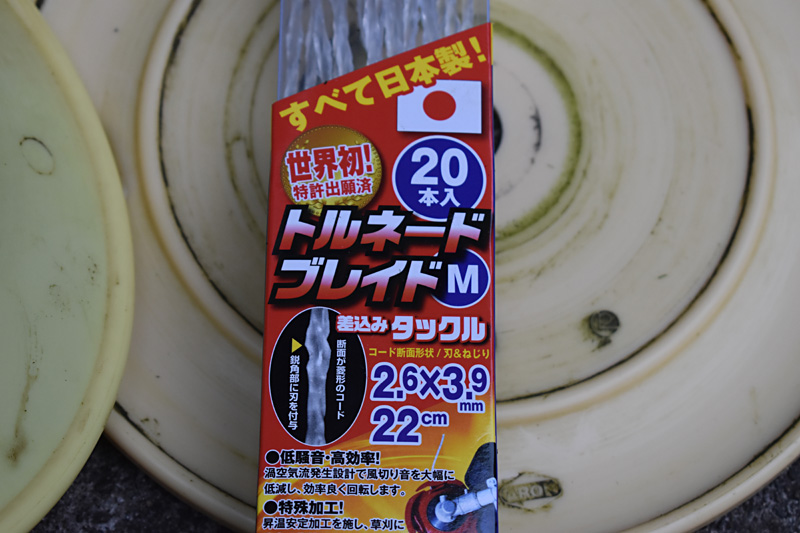 すべて日本製!
世界初!
特許出願済
20
本入
トルネード
ブレイド M
差込みタックル
コード断面形状/刃&ねじり
断面が菱形のコード
鋭角部に刃を付与
2.6×3.9
mm
22cm
●低騒音・高効率!
渦空気流発生設計で風切り音を大幅に
低減し、効率良く回転します。
●特殊加工!
昇温安定加工を施し、草刈に